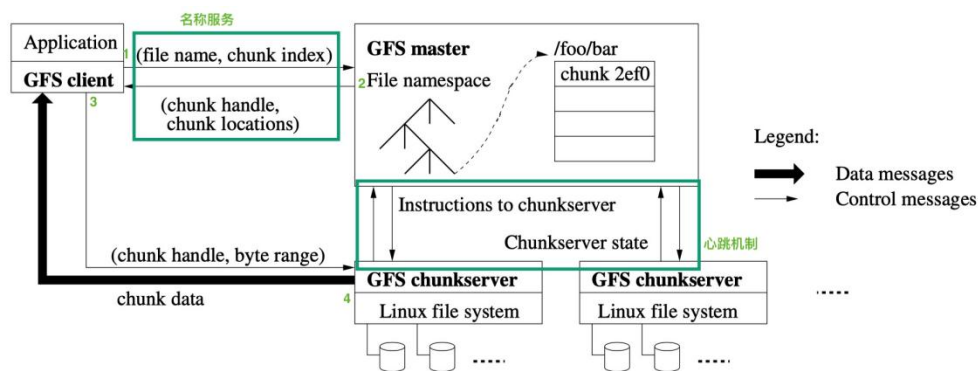 名称服务
Application
1
(file name, chunk index)
GFS client
3
(chunk handle,
chunk locations)
GFS master
2
File namespace
/foo/bar
chunk 2ef0
Legend:
Data messages
Control messages
Instructions to chunkserver
Chunkserver state
心跳机制
(chunk handle, byte range)
chunk data
4
GFS chunkserver
Linux file system
GFS chunkserver
Linux file system